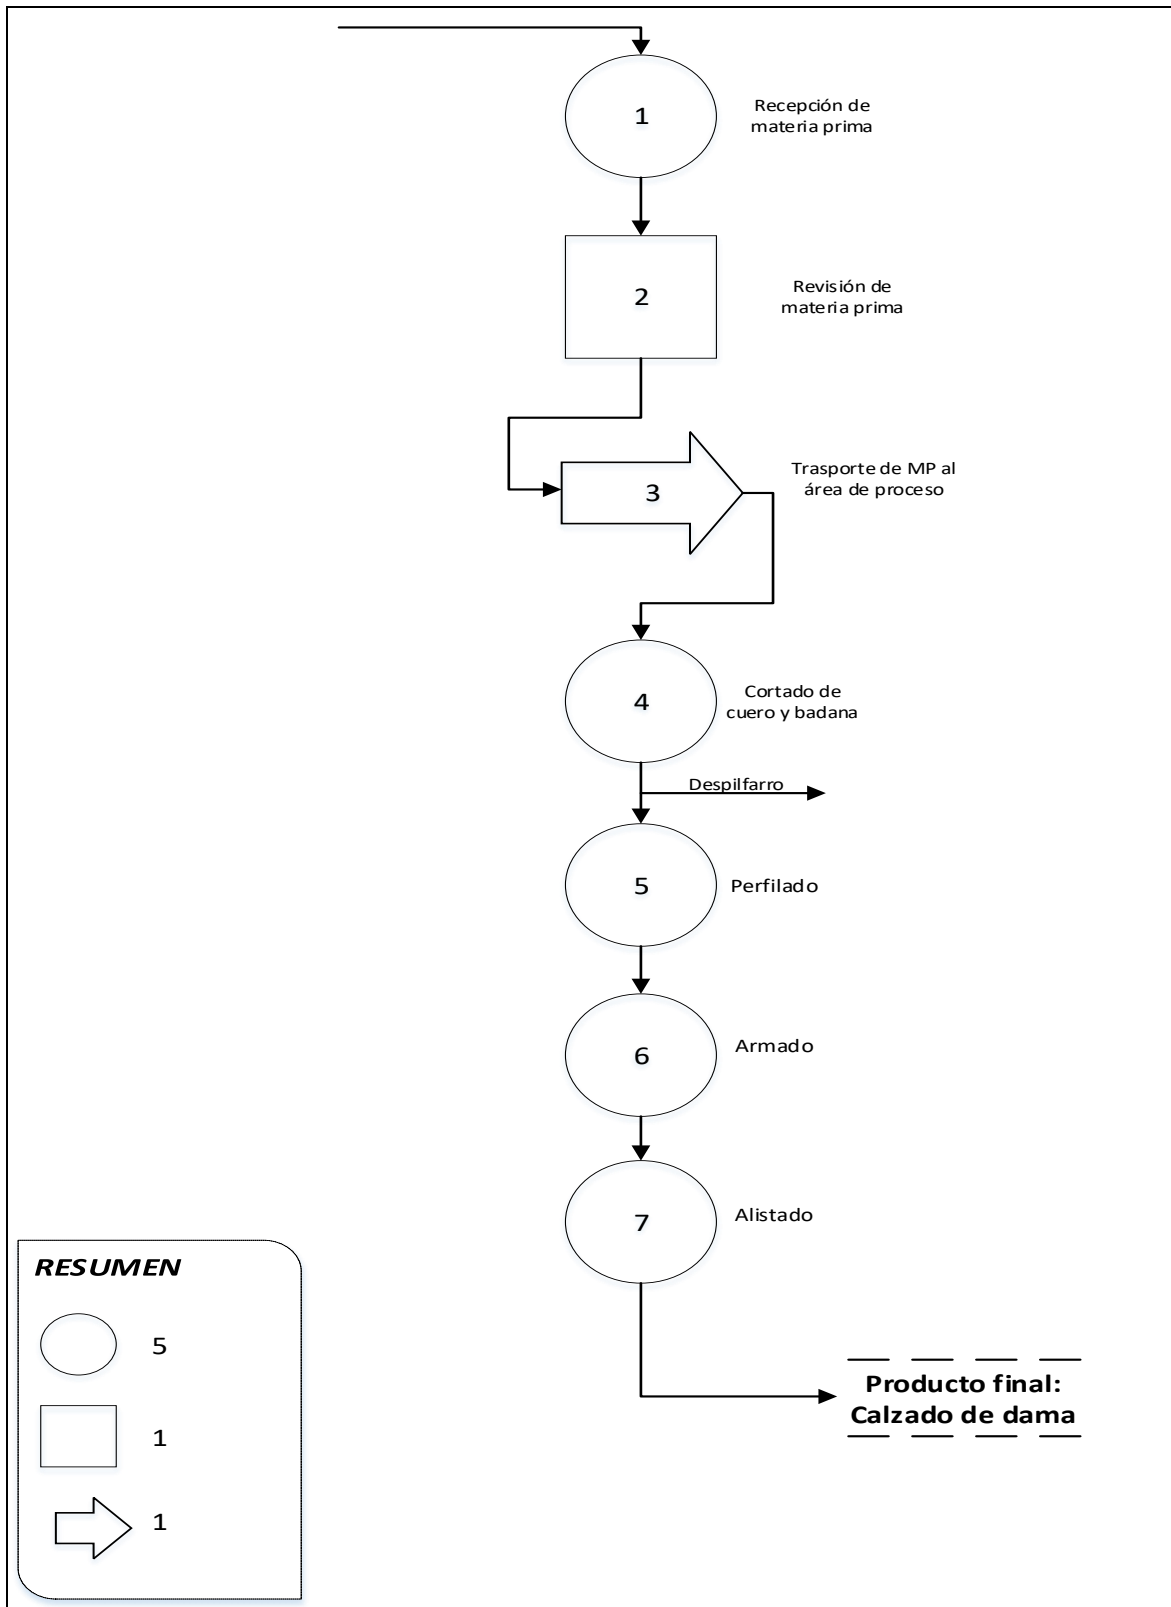 1
Recepción de
materia prima
2
Revisión de
materia prima
3
Trasporte de MP al
área de proceso
4
Cortado de
cuero y badana
Despilfarro
5
Perfilado
6
Armado
7
Alistado
RESUMEN
5
1
1
Producto final:
Calzado de dama